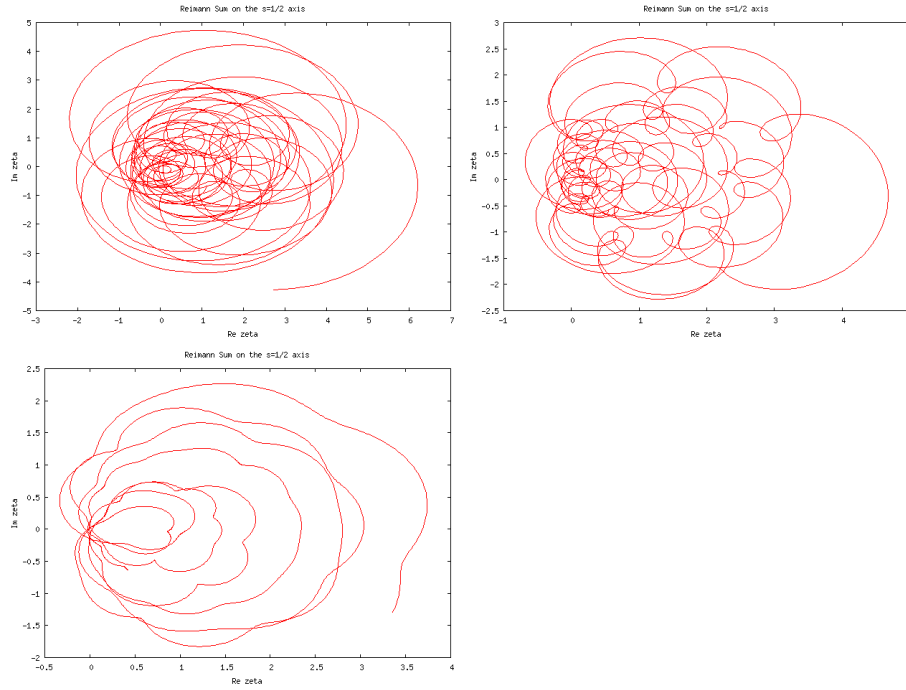 Reimann Sum on the s=1/2 axis
5
4
3
2
1
0
-1
-2
-3
-4
-5
Im zeta
-3 -2 -1 0 1 2 3 4 5 6 7
Re zeta
Reimann Sum on the s=1/2 axis
3
2.5
2
1.5
1
0.5
0
-0.5
-1
-1.5
-2
-2.5
Im zeta
-1 0 1 2 3 4
Re zeta
Reimann Sum on the s=1/2 axis
2.5
2
1.5
1
0.5
0
-0.5
-1
-1.5
-2
Im zeta
-0.5 0 0.5 1 1.5 2 2.5 3 3.5 4
Re zeta